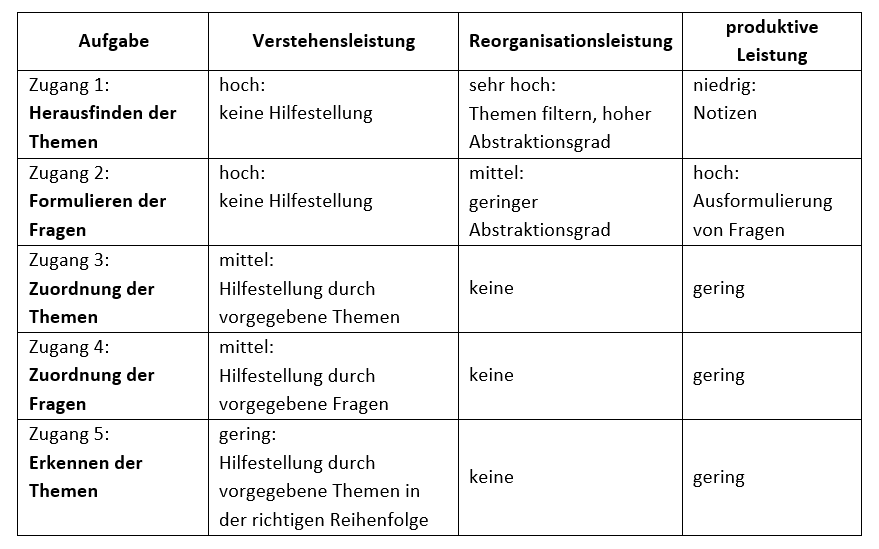 Aufgabe
Verstehensleistung
Reorganisationsleistung
produktive
Leistung
Zugang 1:
Herausfinden der
Themen
hoch:
keine Hilfestellung
sehr hoch:
Themen filtern, hoher
Abstraktionsgrad
niedrig:
Notizen
Zugang 2:
Formulieren der
Fragen
hoch:
keine Hilfestellung
mittel:
geringer
Abstraktionsgrad
hoch:
Ausformulierung
von Fragen
Zugang 3:
Zuordnung der
Themen
mittel:
Hilfestellung durch
vorgegebene Themen
keine
gering
Zugang 4:
Zuordnung der
Fragen
mittel:
Hilfestellung durch
vorgegebene Fragen
keine
gering
Zugang 5:
Erkennen der
Themen
gering:
Hilfestellung durch
vorgegebene Themen in
der richtigen Reihenfolge
keine
gering